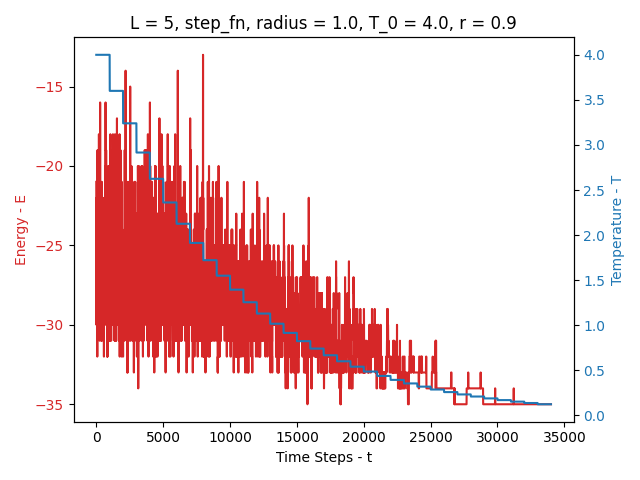 L = 5, step_fn, radius = 1.0, T_0 = 4.0, r = 0.9
Energy - E
−15
−20
−25
−30
−35
4.0
3.5
3.0
2.5
2.0
1.5
1.0
0.5
0.0
Temperature - T
0 5000 10000 15000 20000 25000 30000 35000
Time Steps - t